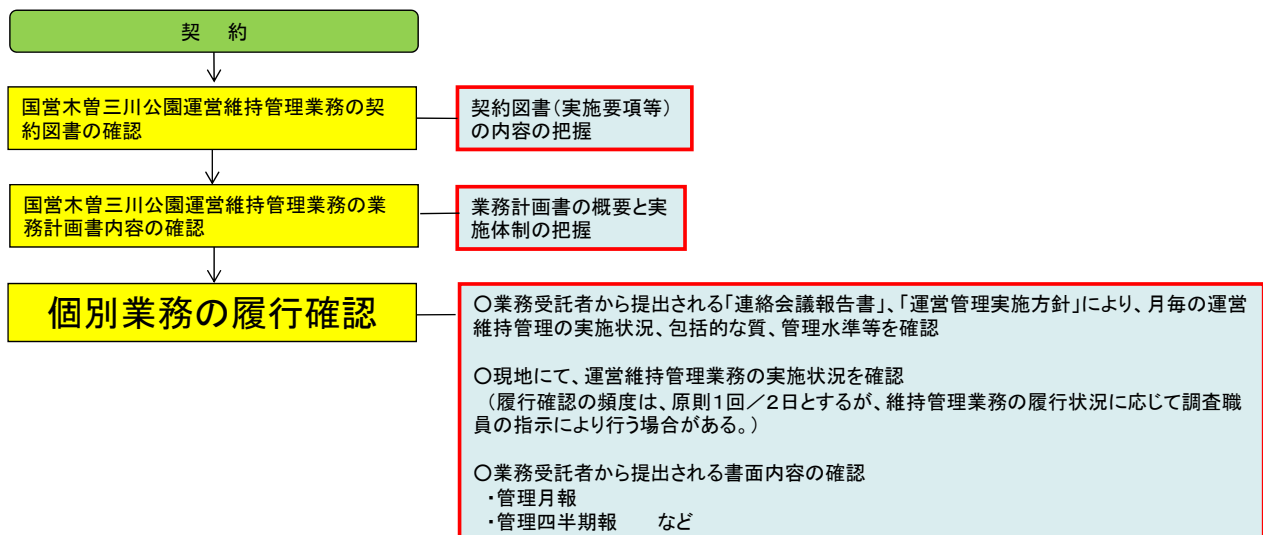 契　約
国営木曽三川公園運営維持管理業務の契
約図書の確認
契約図書（実施要項等）
の内容の把握
国営木曽三川公園運営維持管理業務の業
務計画書内容の確認
業務計画書の概要と実
施体制の把握
個別業務の履行確認
〇業務受託者から提出される「連絡会議報告書」、「運営管理実施方針」により、月毎の運営
維持管理の実施状況、包括的な質、管理水準等を確認
〇現地にて、運営維持管理業務の実施状況を確認
（履行確認の頻度は、原則１回／２日とするが、維持管理業務の履行状況に応じて調査職
員の指示により行う場合がある。）
〇業務受託者から提出される書面内容の確認
・管理月報
・管理四半期報　　など